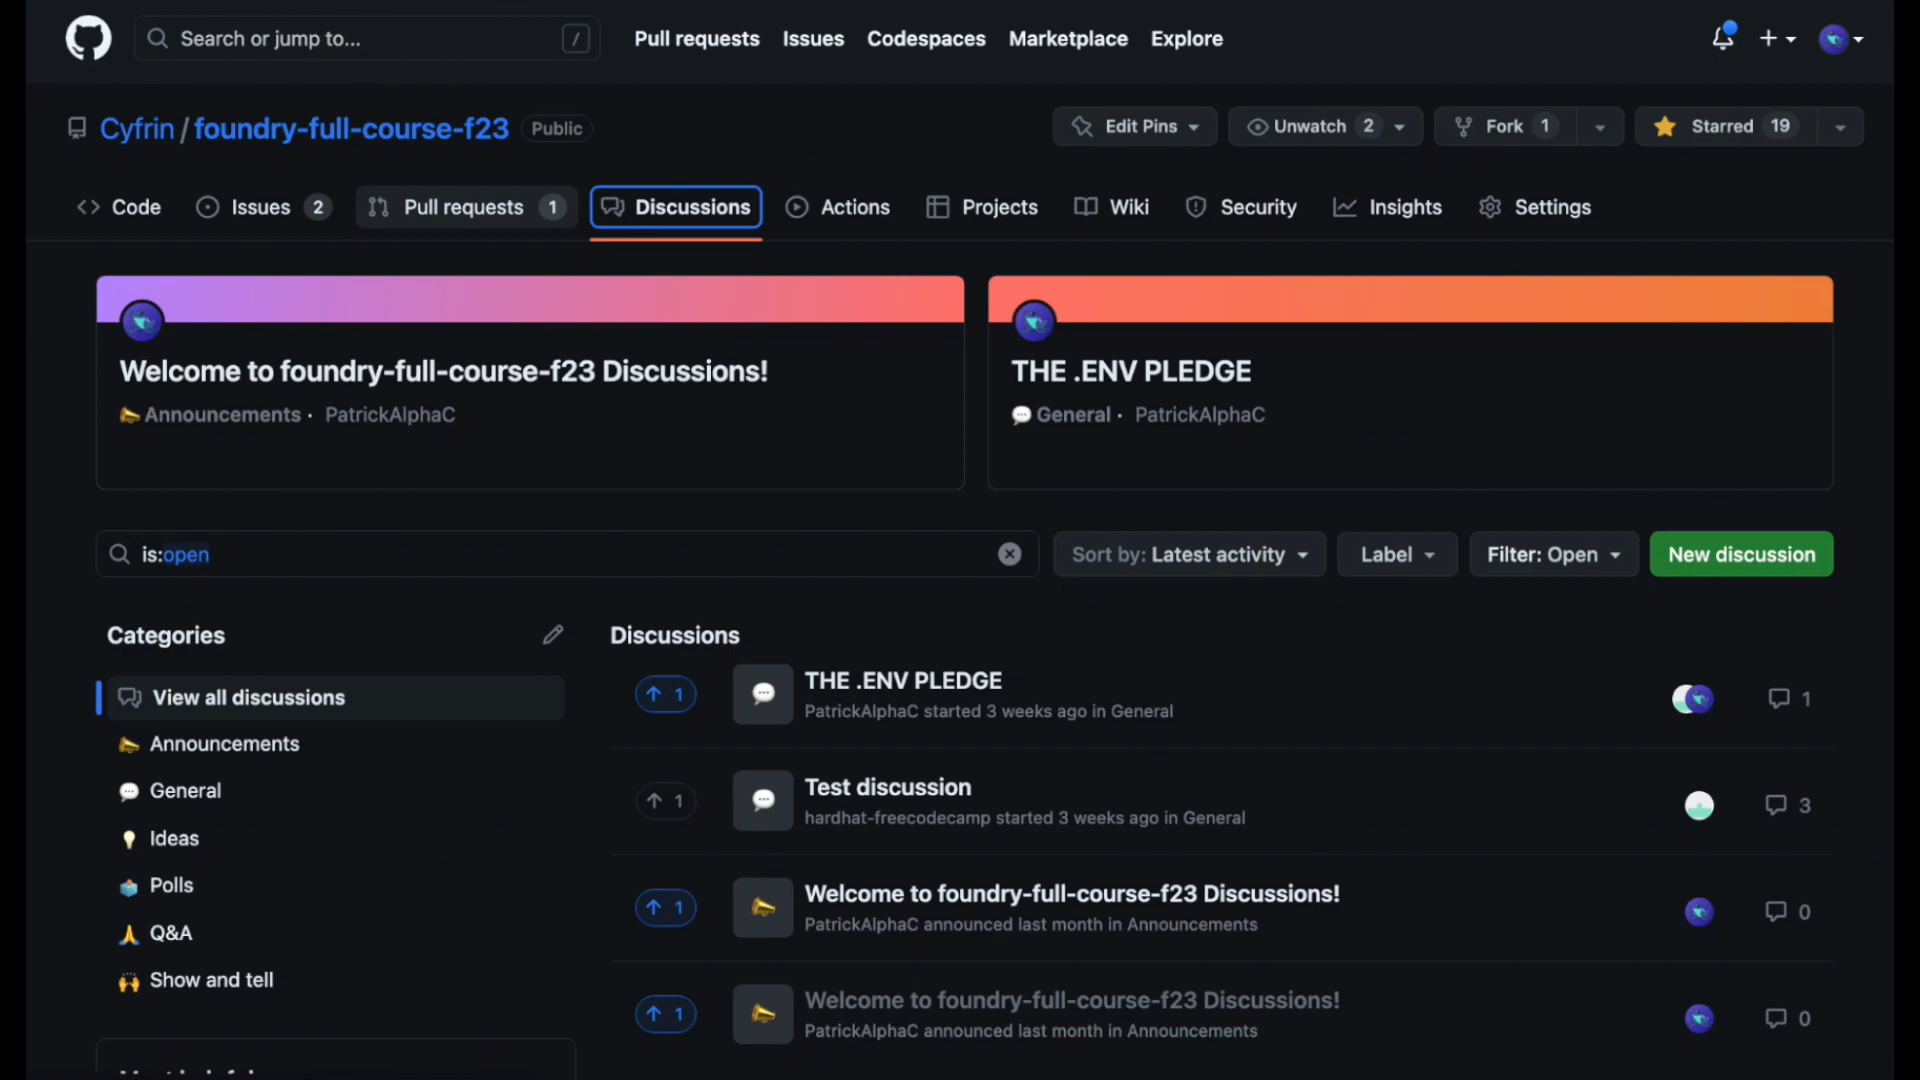 Search or jump to... /
Pull requests Issues Codespaces Marketplace Explore
Cyfrin / foundry-full-course-f23 Public
Edit Pins Unwatch 2 Fork 1 Starred 19
Code Issues 2 Pull requests 1 Discussions Actions Projects Wiki Security Insights Settings
Welcome to foundry-full-course-f23 Discussions!
Announcements · PatrickAlphaC
THE .ENV PLEDGE
General · PatrickAlphaC
is:open
Sort by: Latest activity Label Filter: Open New discussion
Categories
View all discussions
Announcements
General
Ideas
Polls
Q&A
Show and tell
Discussions
1 THE .ENV PLEDGE 1
PatrickAlphaC started 3 weeks ago in General
1 Test discussion 3
hardhat-freecodecamp started 3 weeks ago in General
1 Welcome to foundry-full-course-f23 Discussions! 0
PatrickAlphaC announced last month in Announcements
1 Welcome to foundry-full-course-f23 Discussions! 0
PatrickAlphaC announced last month in Announcements